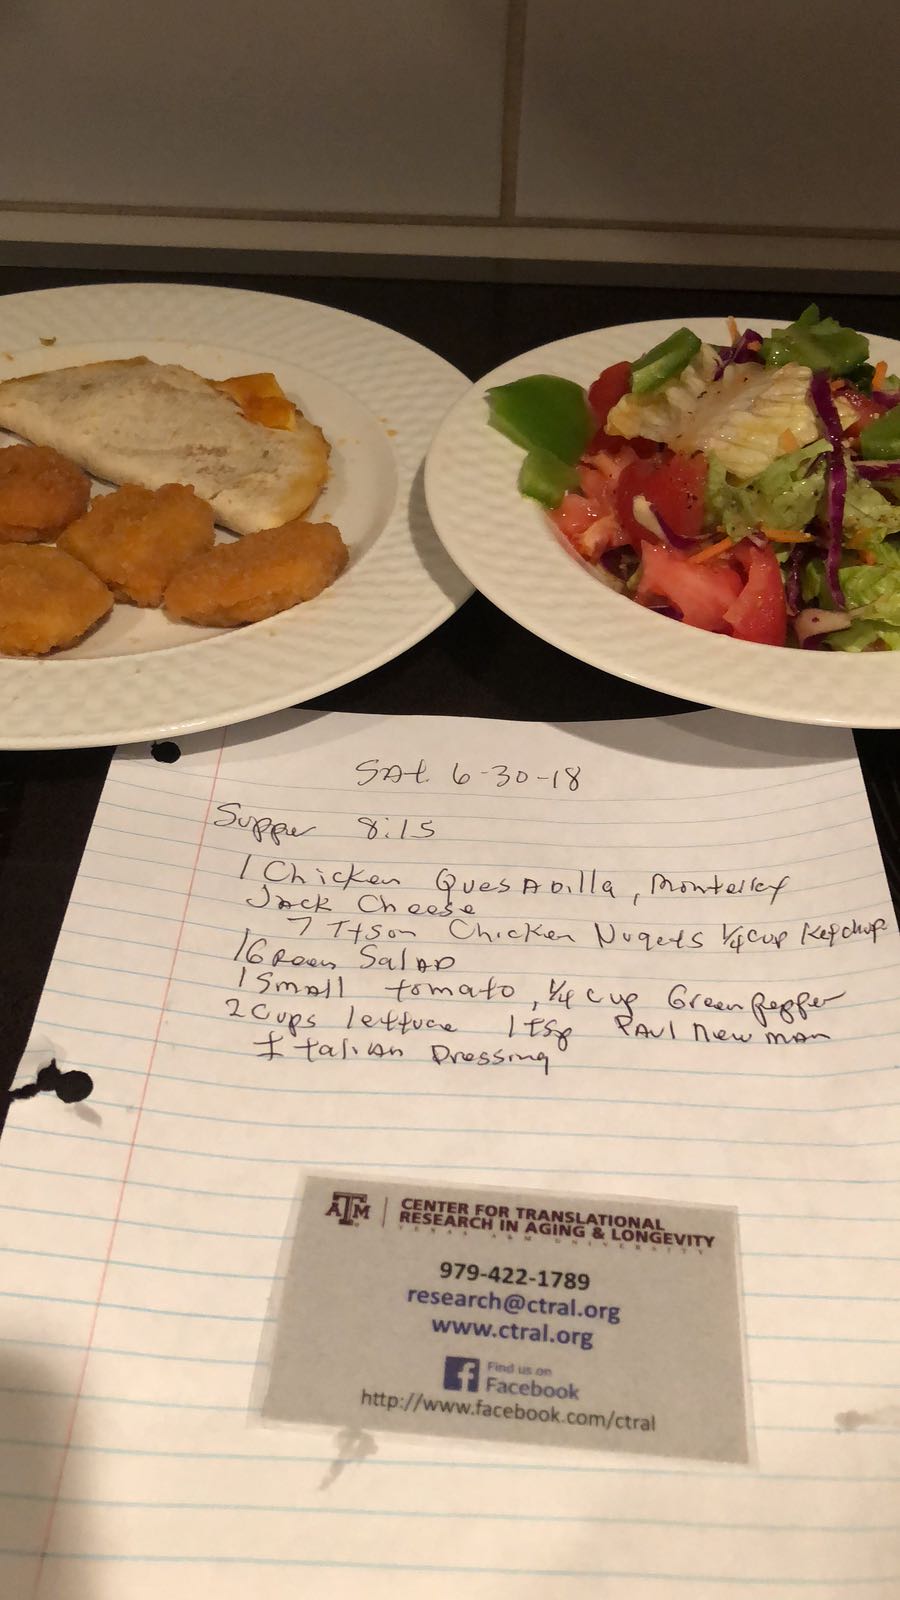 Sat. 6-30-18
Supper 8:15
1 Chicken Quesadilla, Monterey
Jack Cheese
7 Tyson Chicken Nugets 1/4 cup Ketchup
1 Green Salad
1 Small tomato, 1/4 cup Green pepper
2 cups lettuce 1 tsp Paul Newman
Italian Dressing
ATM | CENTER FOR TRANSLATIONAL
RESEARCH IN AGING & LONGEVITY
TEXAS A&M UNIVERSITY
979-422-1789
research@ctral.org
www.ctral.org
f Find us on
Facebook
http://www.facebook.com/ctral